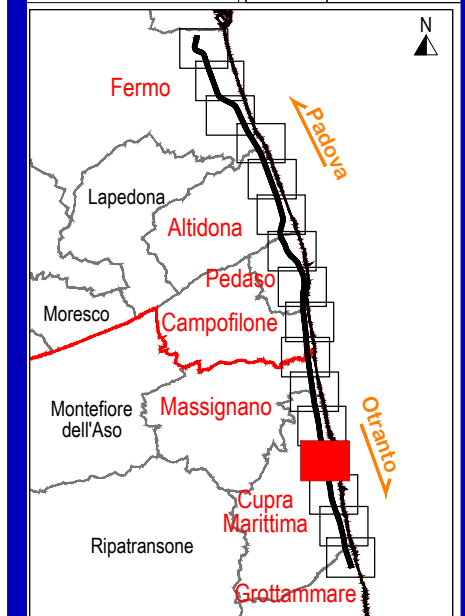 N
Fermo
Padova
Lapedona
Altidona
Pedaso
Moresco
Campofilone
Massignano
Montefiore
dell'Aso
Otranto
Cupra
Marittima
Ripatransone
Grottammare